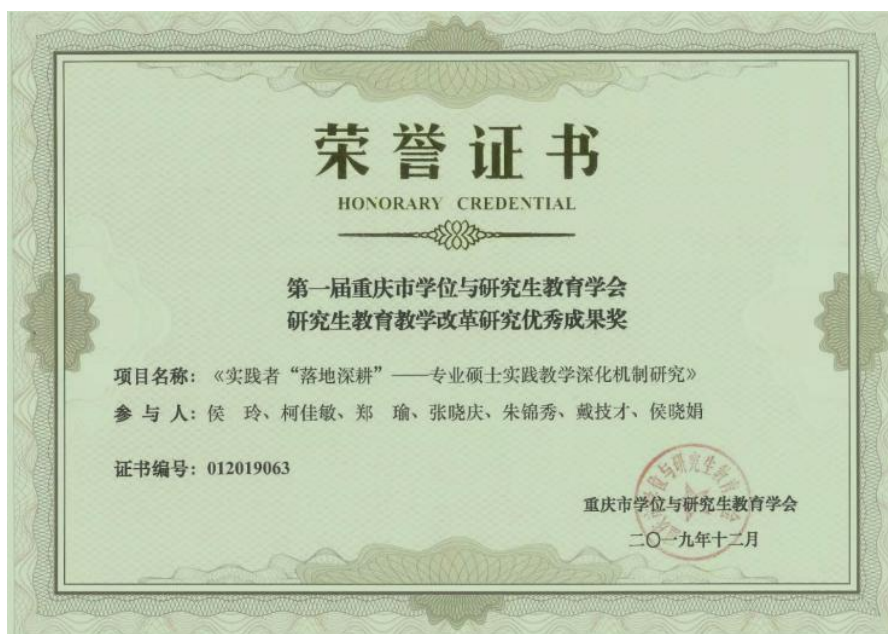 荣誉证书
HONORARY CREDENTIAL
第一届重庆市学位与研究生教育学会
研究生教育教学改革研究优秀成果奖
项目名称：《实践者“落地深耕”——专业硕士实践教学深化机制研究》
参与人：侯　玲、柯佳敏、郑　瑜、张晓庆、朱锦秀、戴技才、侯晓娟
证书编号：012019063
重庆市学位与研究生教育学会
二〇一九年十二月